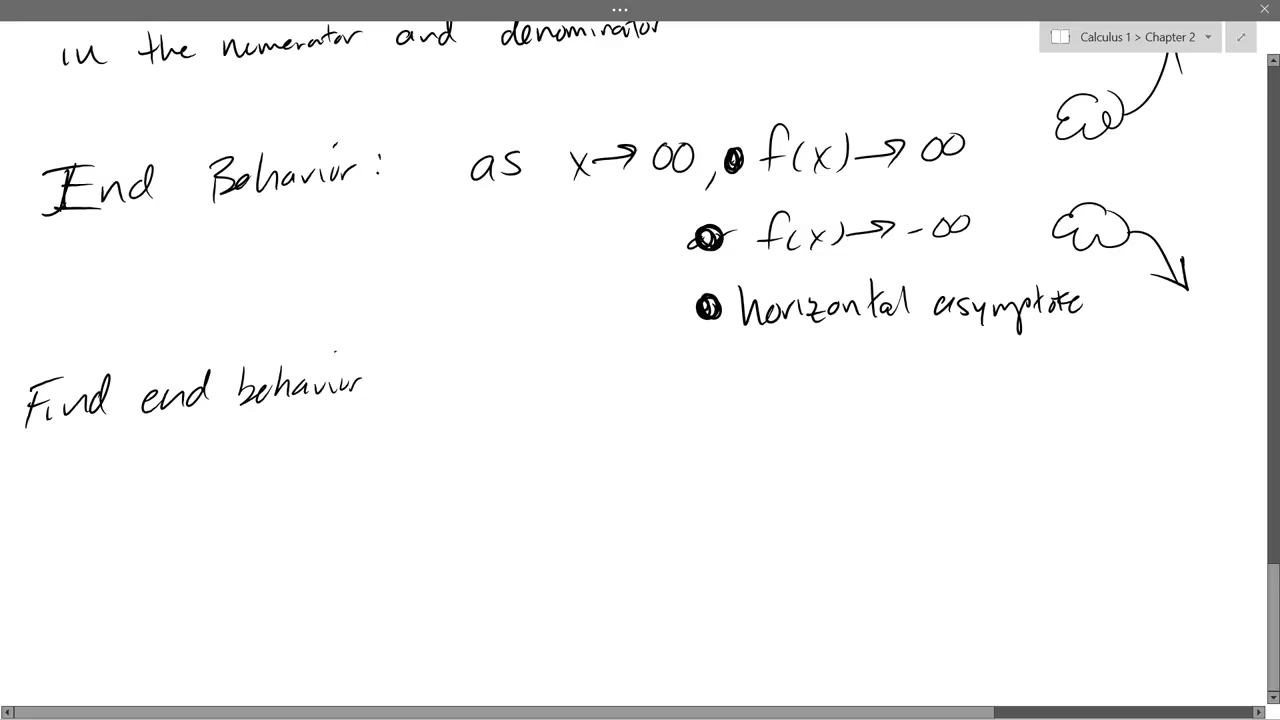 in the numerator and denominator
Calculus 1 > Chapter 2
End Behavior: as x→∞, • f(x)→∞
• f(x)→-∞
• horizontal asymptote
Find end behavior